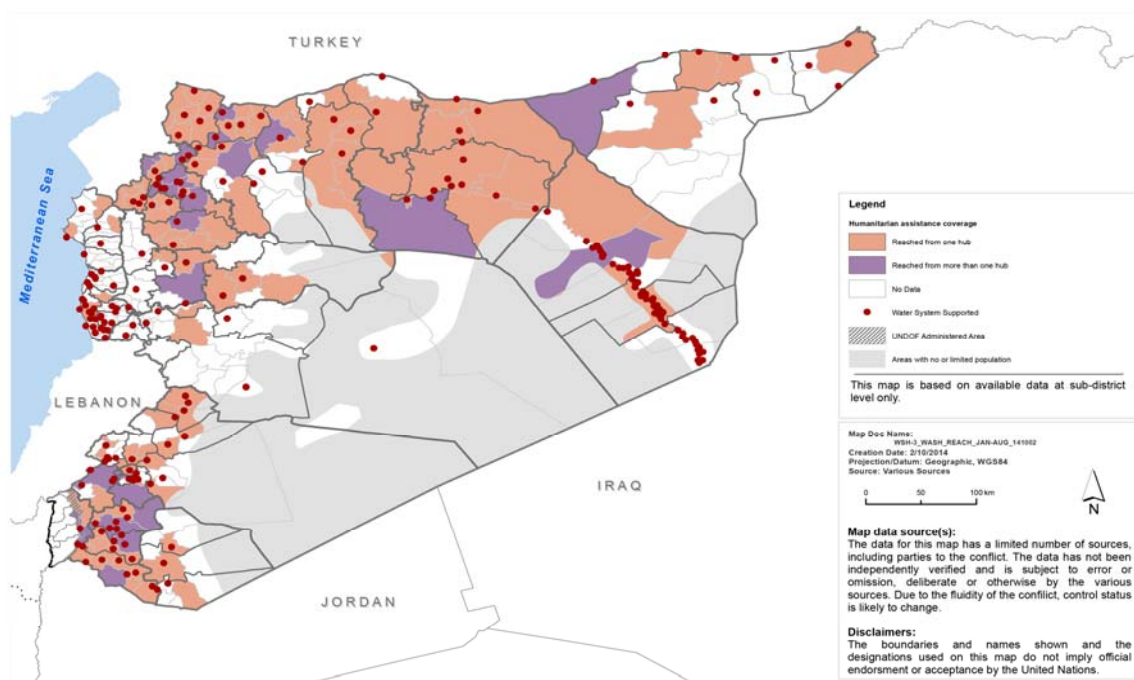 TURKEY
Mediterranean Sea
LEBANON
IRAQ
JORDAN
Legend
Humanitarian assistance coverage
Reached from one hub
Reached from more than one hub
No Data
Water System Supported
UNDOF Administered Area
Areas with no or limited population
This map is based on available data at sub-district
level only.
Map Doc Name:
WSH-3_WASH_REACH_JAN-AUG_141002
Creation Date: 2/10/2014
Projection/Datum: Geographic, WGS84
Source: Various Sources
0 50 100 km
N
Map data source(s):
The data for this map has a limited number of sources,
including parties to the conflict. The data has not been
independently verified and is subject to error or
omission, deliberate or otherwise by the various
sources. Due to the fluidity of the confilict, control status
is likely to change.
Disclaimers:
The boundaries and names shown and the
designations used on this map do not imply official
endorsment or acceptance by the United Nations.